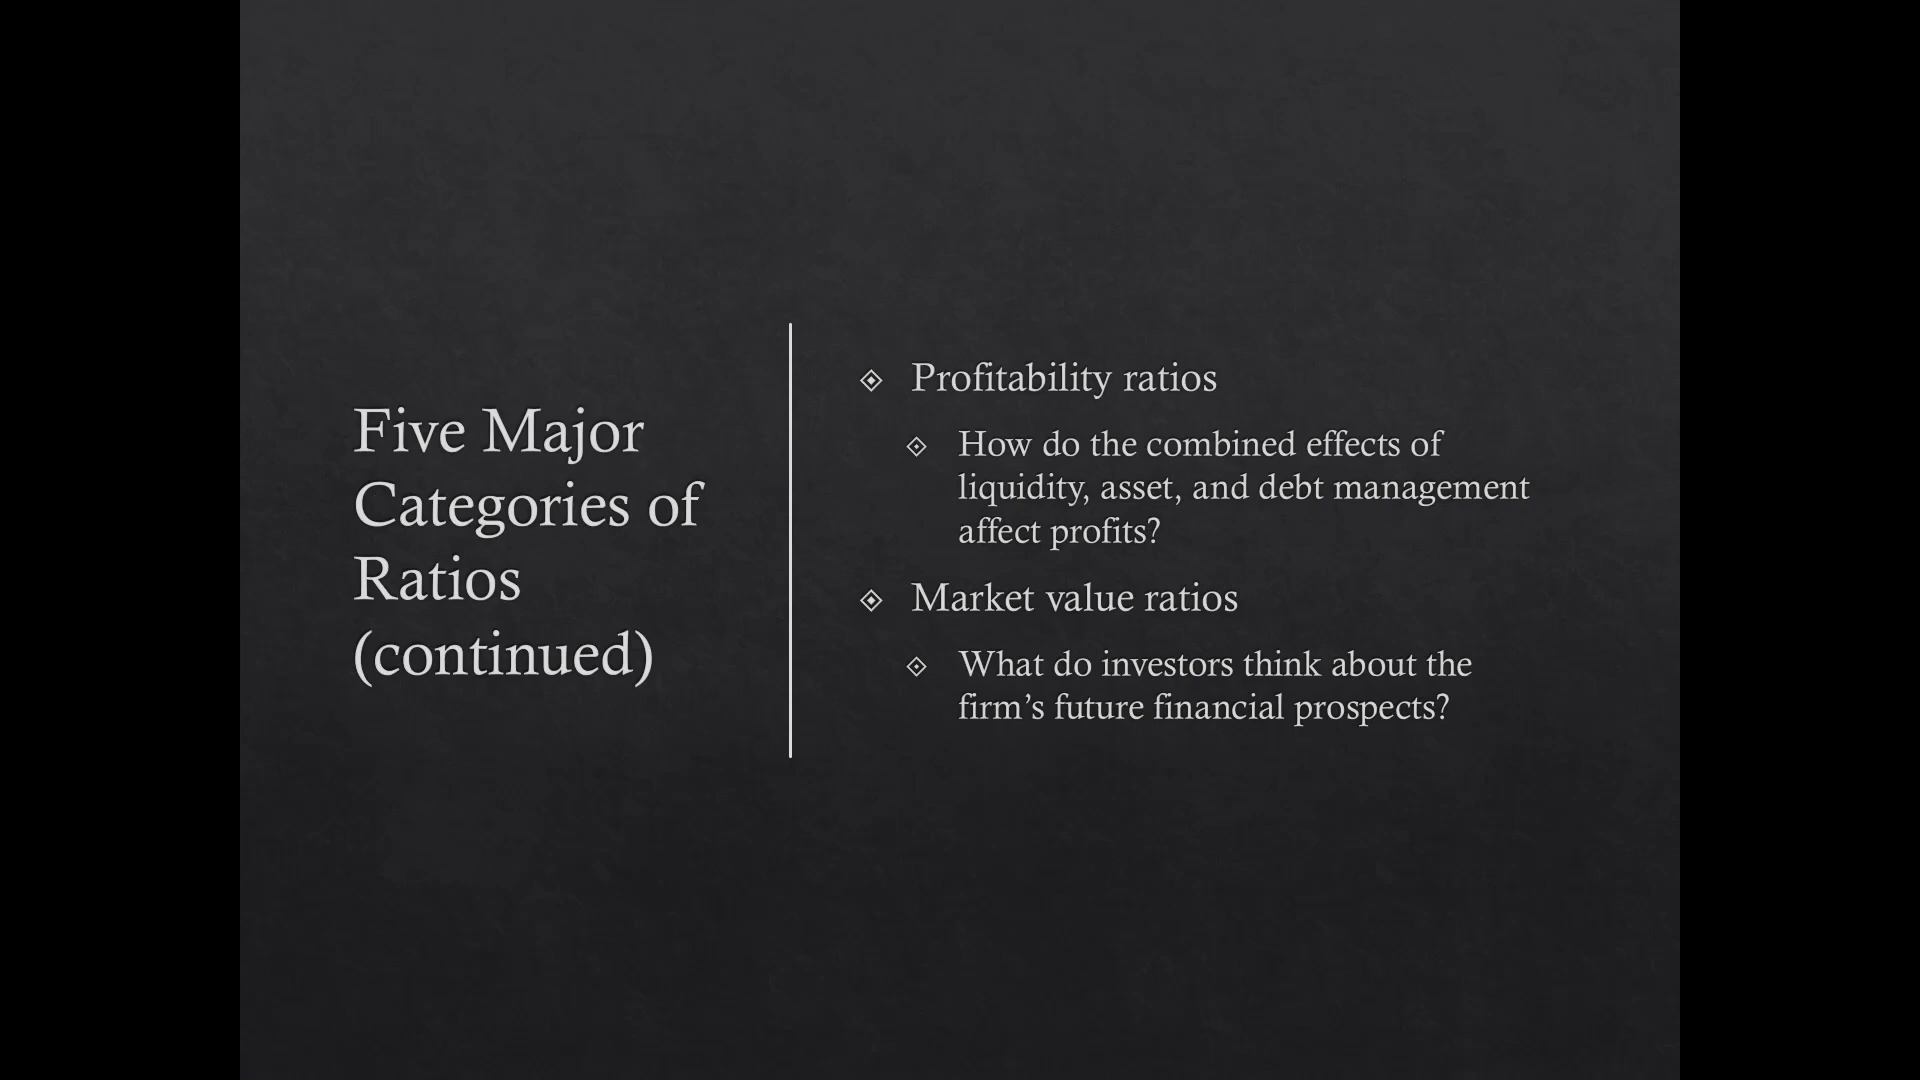 Five Major
Categories of
Ratios
(continued)
Profitability ratios
How do the combined effects of
liquidity, asset, and debt management
affect profits?
Market value ratios
What do investors think about the
firm’s future financial prospects?